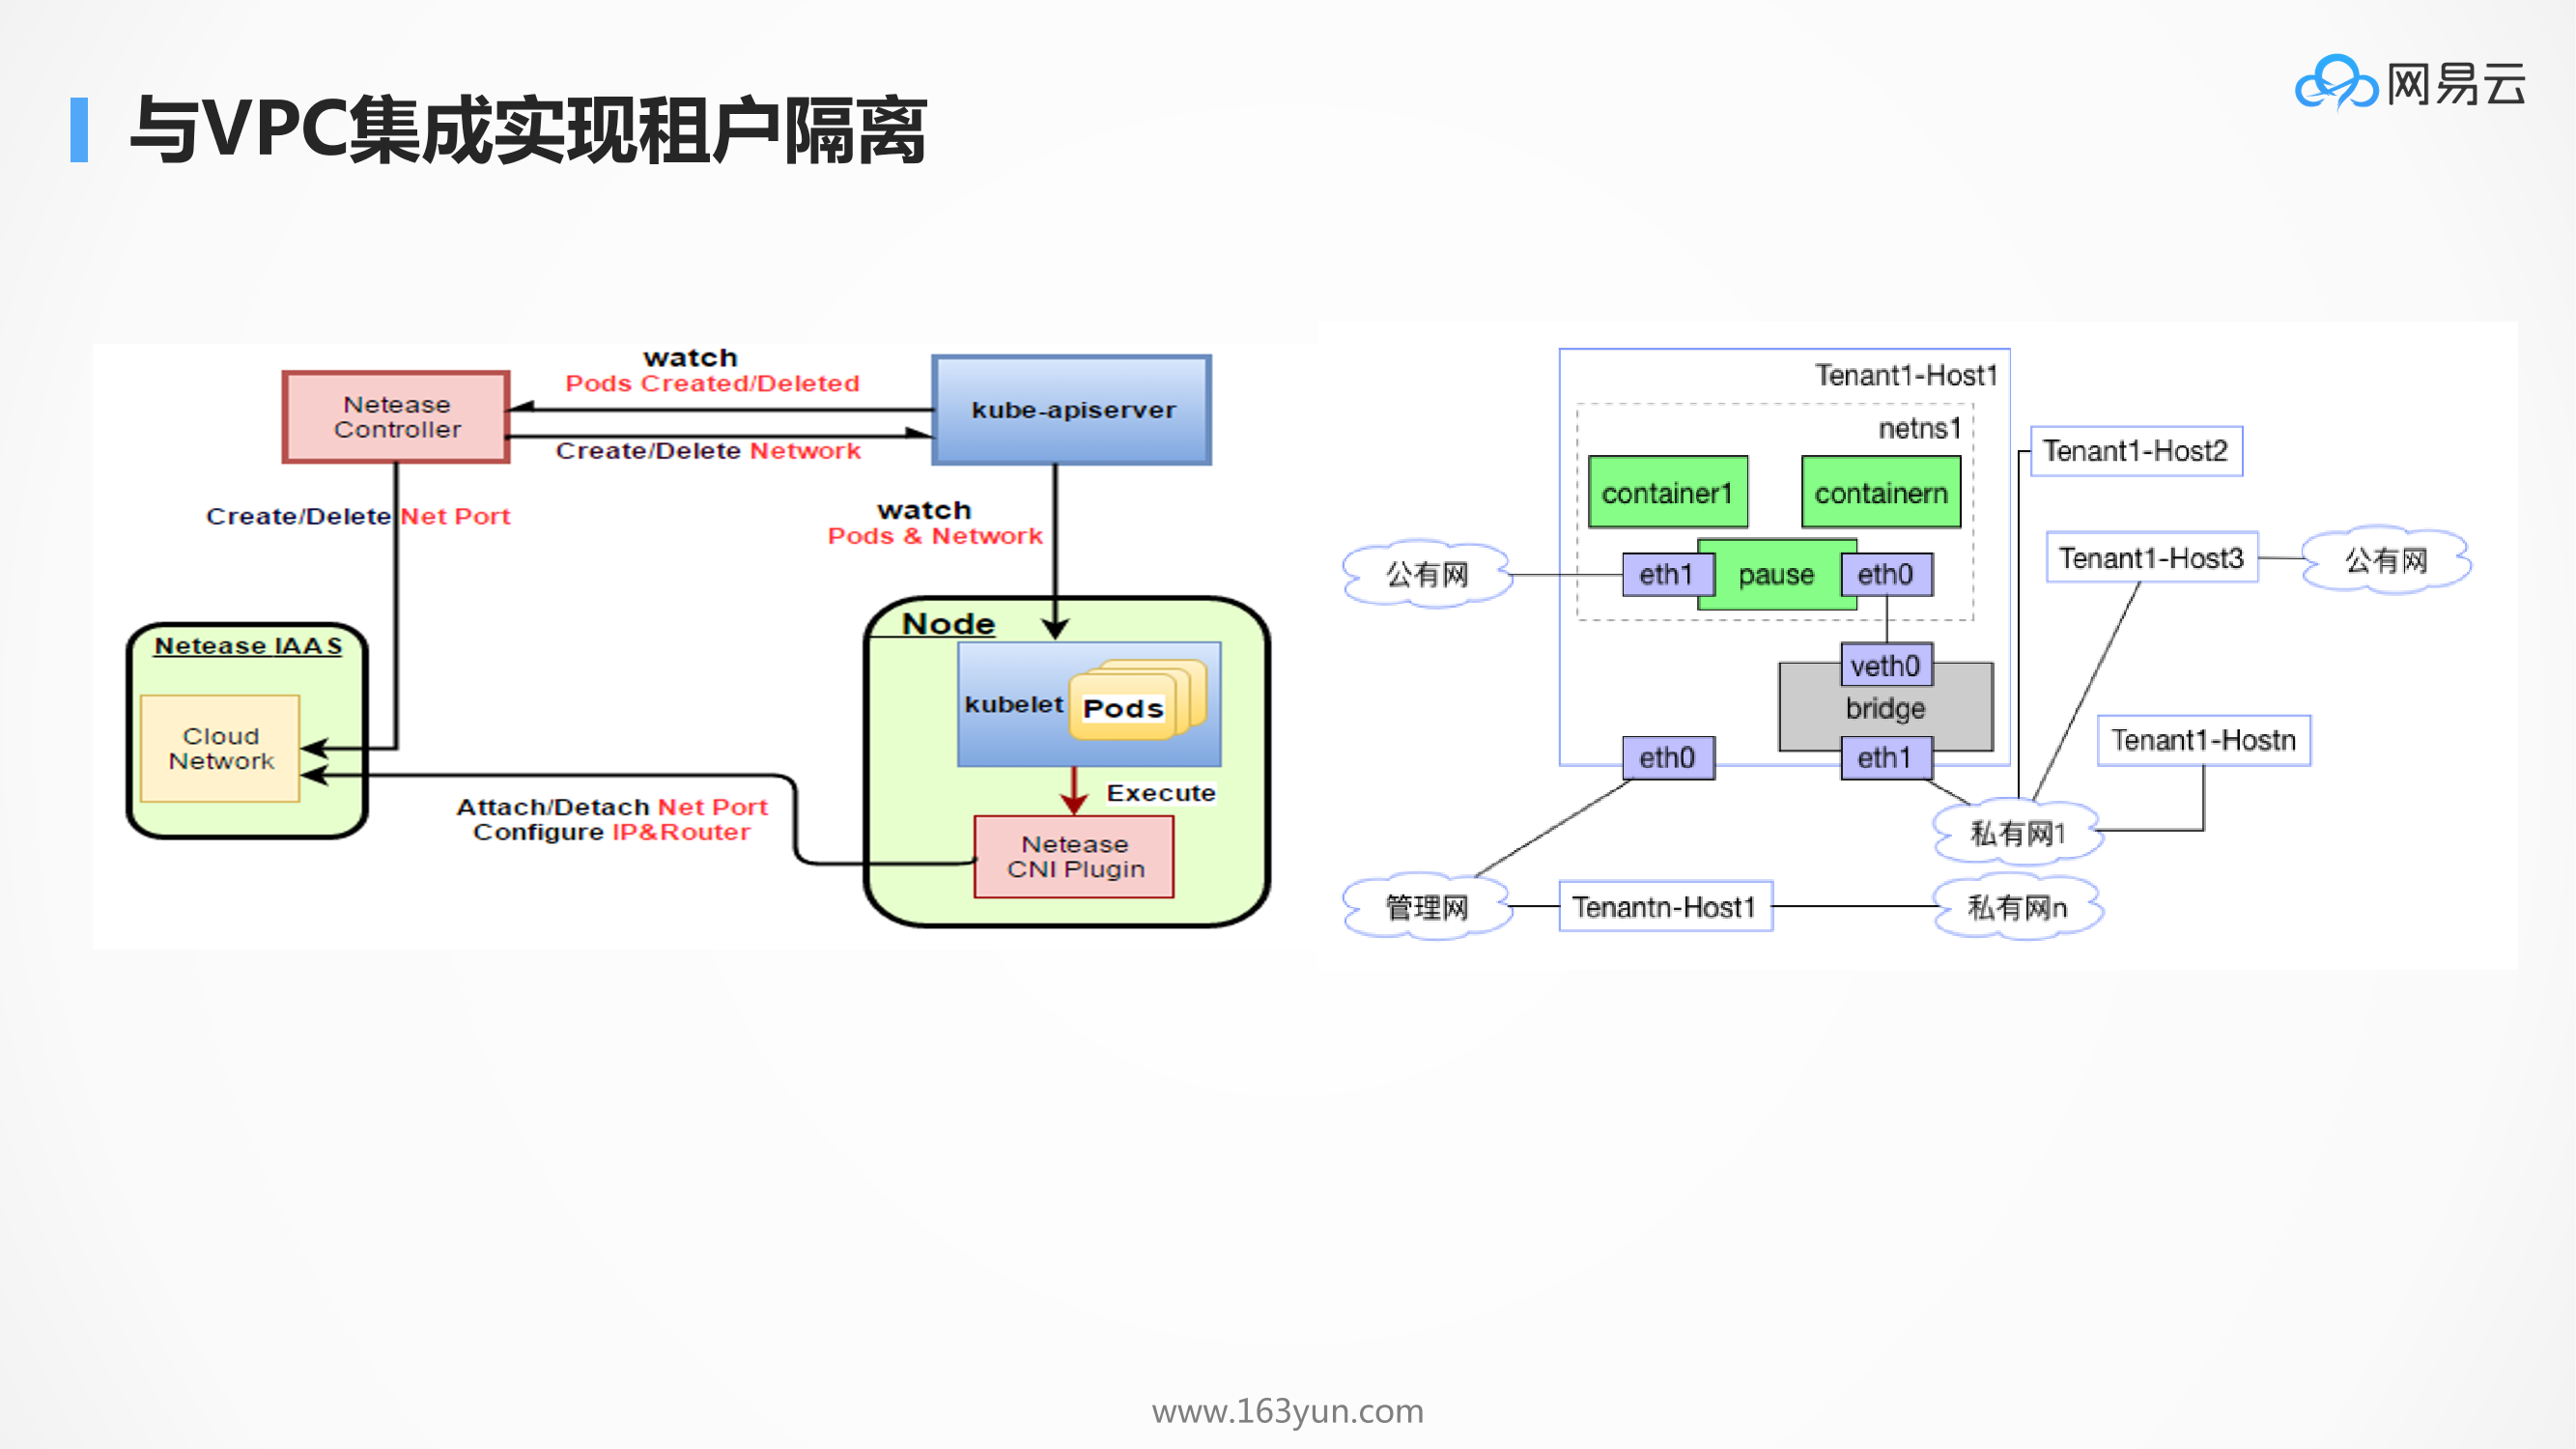 与VPC集成实现租户隔离
网易云
watch
Pods Created/Deleted
Netease
Controller
kube-apiserver
Create/Delete Network
Create/Delete Net Port
watch
Pods & Network
Netease IAAS
Cloud
Network
Node
kubelet
Pods
Execute
Attach/Detach Net Port
Configure IP&Router
Netease
CNI Plugin
Tenant1-Host1
netns1
container1
containern
公有网
eth1
pause
eth0
veth0
bridge
eth0
eth1
Tenant1-Host2
Tenant1-Host3
公有网
Tenant1-Hostn
私有网1
管理网
Tenantn-Host1
私有网n
www.163yun.com